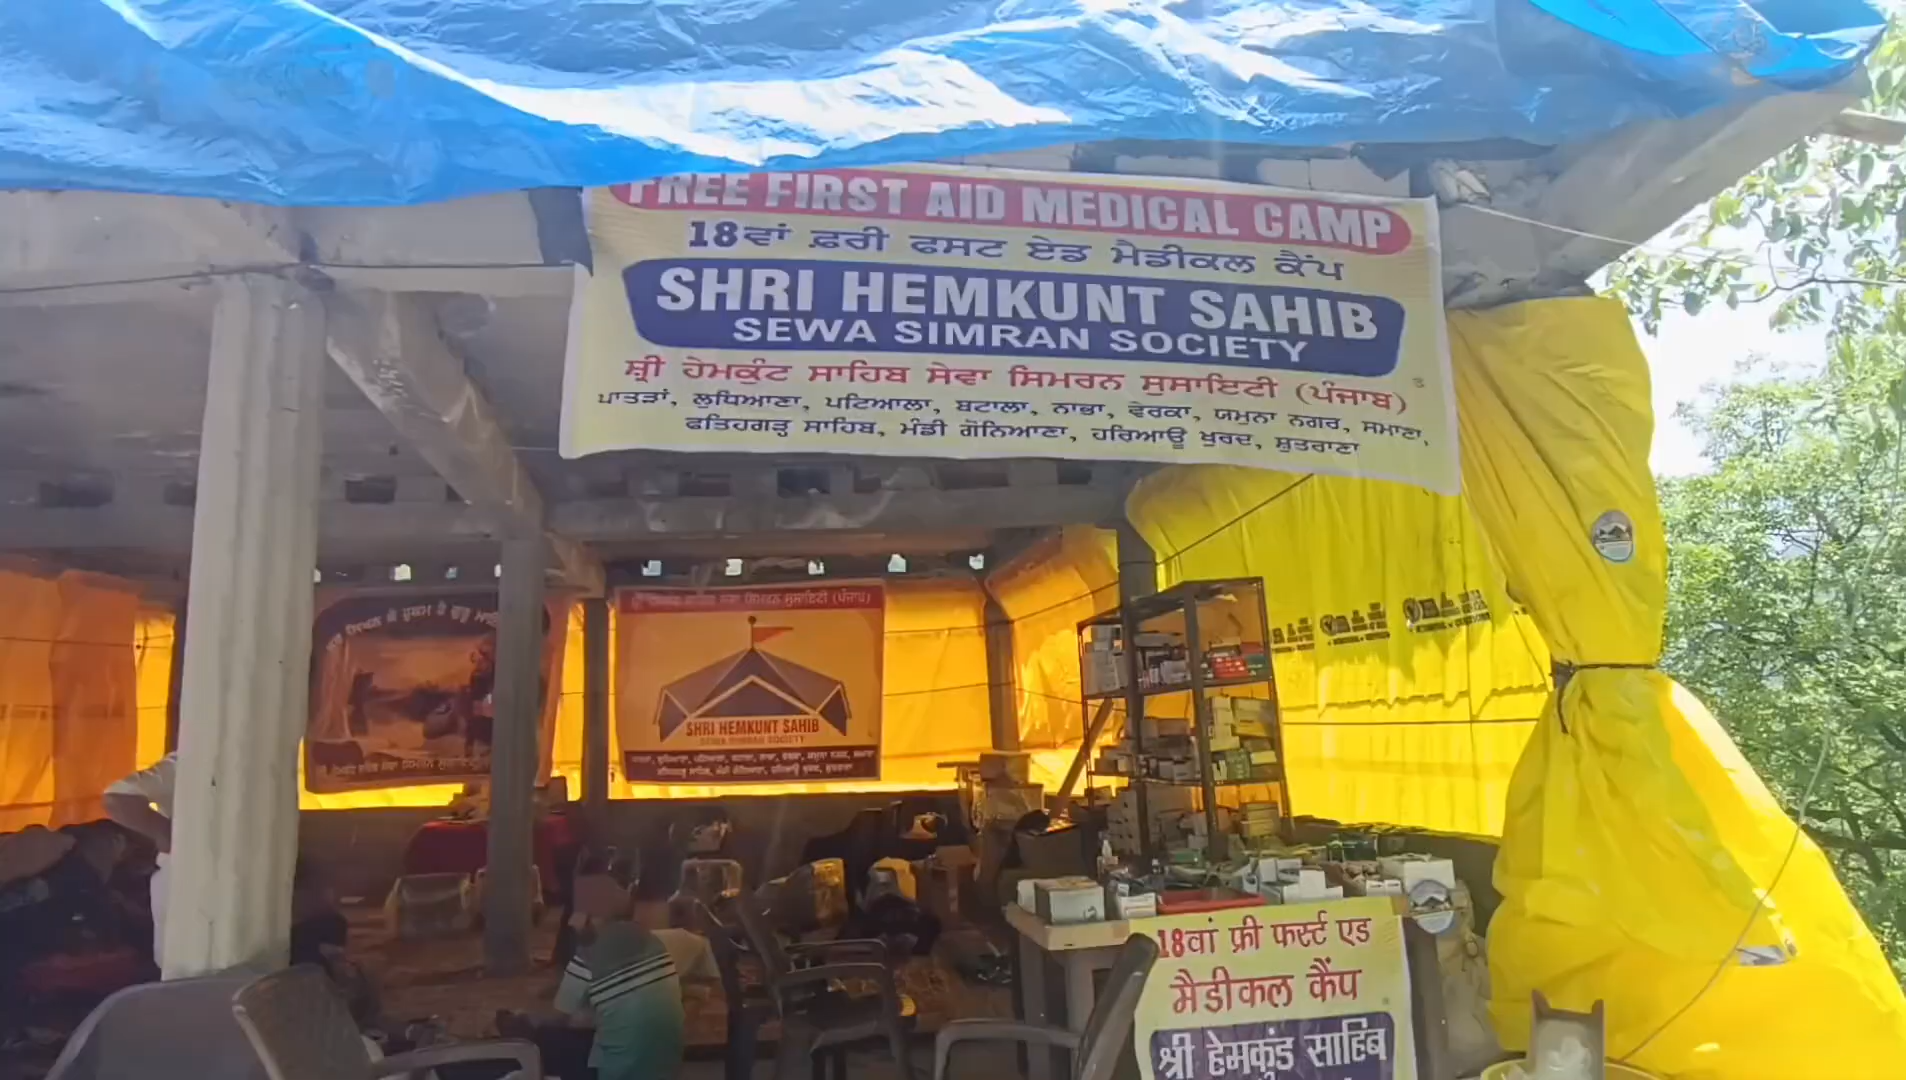 FREE FIRST AID MEDICAL CAMP
18ਵਾਂ ਫ਼ਰੀ ਫਸਟ ਏਡ ਮੈਡੀਕਲ ਕੈਂਪ
SHRI HEMKUNT SAHIB
SEWA SIMRAN SOCIETY
ਸ਼੍ਰੀ ਹੇਮਕੁੰਟ ਸਾਹਿਬ ਸੇਵਾ ਸਿਮਰਨ ਸੁਸਾਇਟੀ (ਪੰਜਾਬ)
ਪਾਤੜਾਂ, ਲੁਧਿਆਣਾ, ਪਟਿਆਲਾ, ਬਟਾਲਾ, ਨਾਭਾ, ਵੇਰਕਾ, ਯਮੁਨਾ ਨਗਰ, ਸਮਾਣਾ,
ਫਤਿਹਗੜ੍ਹ ਸਾਹਿਬ, ਮੰਡੀ ਗੋਨਿਆਣਾ, ਹਰਿਆਊ ਖੁਰਦ, ਸ਼ੁਤਰਾਣਾ
ਸੇਵਾ ਸਿਮਰਨ ਸੁਸਾਇਟੀ (ਪੰਜਾਬ)
SHRI HEMKUNT SAHIB
SEWA SIMRAN SOCIETY
18वां फ्री फर्स्ट एड
मैडीकल कैंप
श्री हेमकुंड साहिब